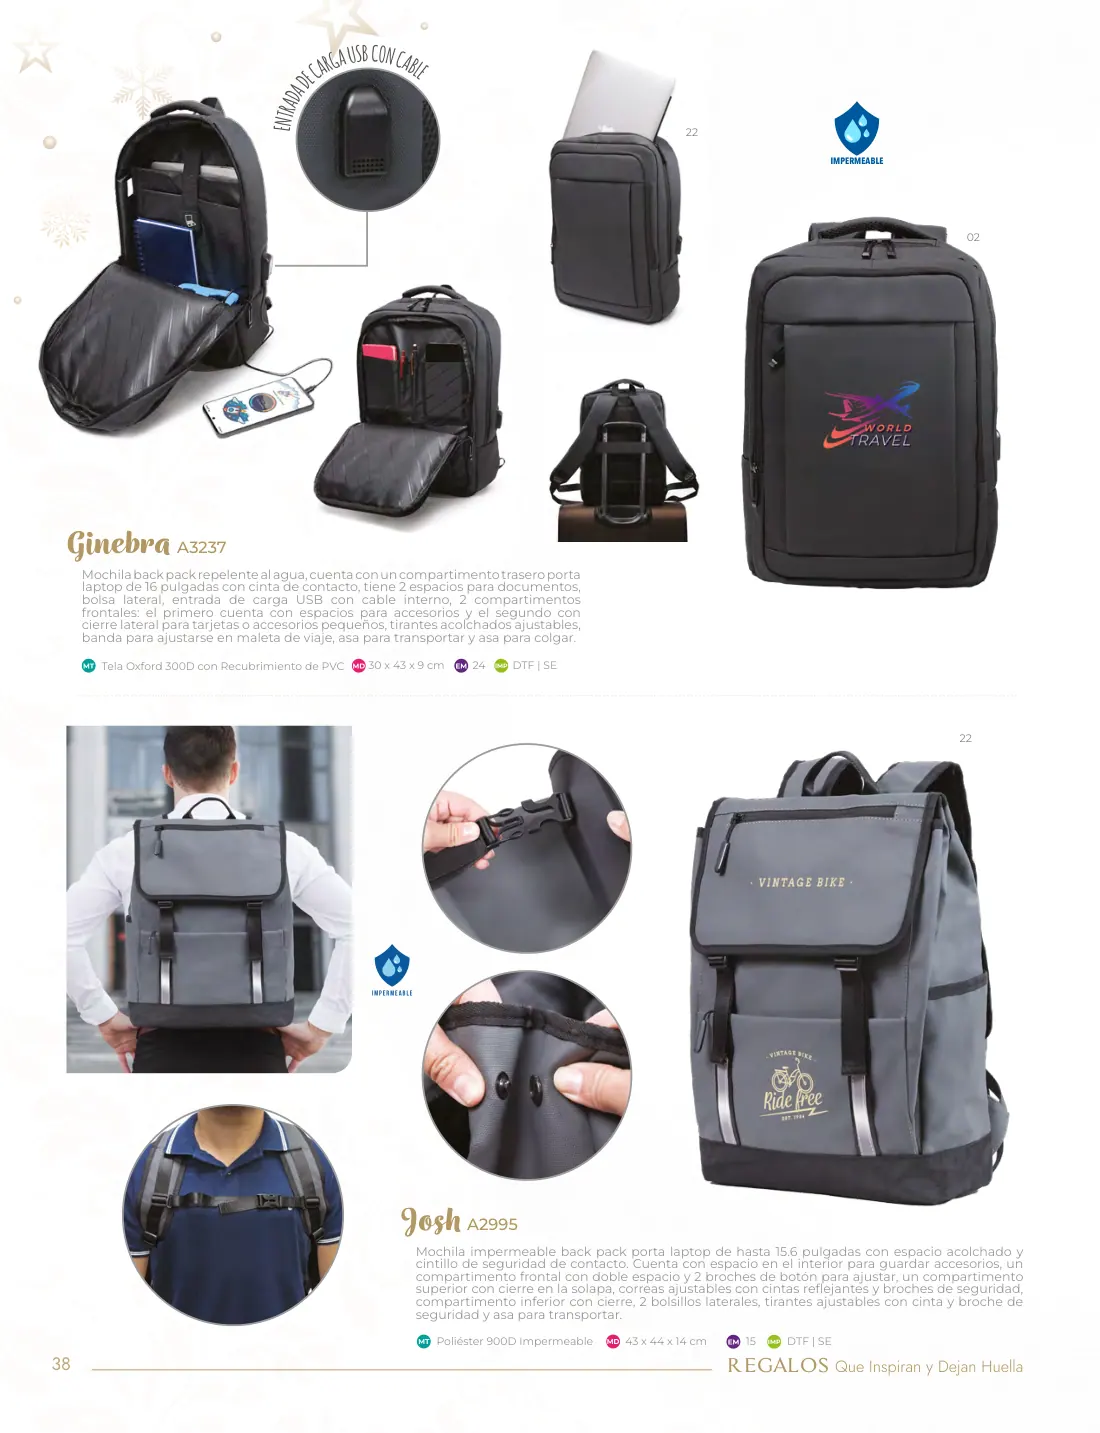 ENTRADA DE CARGA USB CON CABLE
22
IMPERMEABLE
02
WORLD
TRAVEL
Ginebra A3237
Mochila back pack repelente al agua, cuenta con un compartimento trasero porta
laptop de 16 pulgadas con cinta de contacto, tiene 2 espacios para documentos,
bolsa lateral, entrada de carga USB con cable interno, 2 compartimentos
frontales: el primero cuenta con espacios para accesorios y el segundo con
cierre lateral para tarjetas o accesorios pequeños, tirantes acolchados ajustables,
banda para ajustarse en maleta de viaje, asa para transportar y asa para colgar.
MT Tela Oxford 300D con Recubrimiento de PVC MD 30 x 43 x 9 cm EM 24 IMP DTF | SE
22
· VINTAGE BIKE ·
IMPERMEABLE
· VINTAGE BIKE ·
Ride free
EST 1994
Josh A2995
Mochila impermeable back pack porta laptop de hasta 15.6 pulgadas con espacio acolchado y
cintillo de seguridad de contacto. Cuenta con espacio en el interior para guardar accesorios, un
compartimento frontal con doble espacio y 2 broches de botón para ajustar, un compartimento
superior con cierre en la solapa, correas ajustables con cintas reflejantes y broches de seguridad,
compartimento inferior con cierre, 2 bolsillos laterales, tirantes ajustables con cinta y broche de
seguridad y asa para transportar.
MT Poliéster 900D Impermeable MD 43 x 44 x 14 cm EM 15 IMP DTF | SE
38
REGALOS Que Inspiran y Dejan Huella